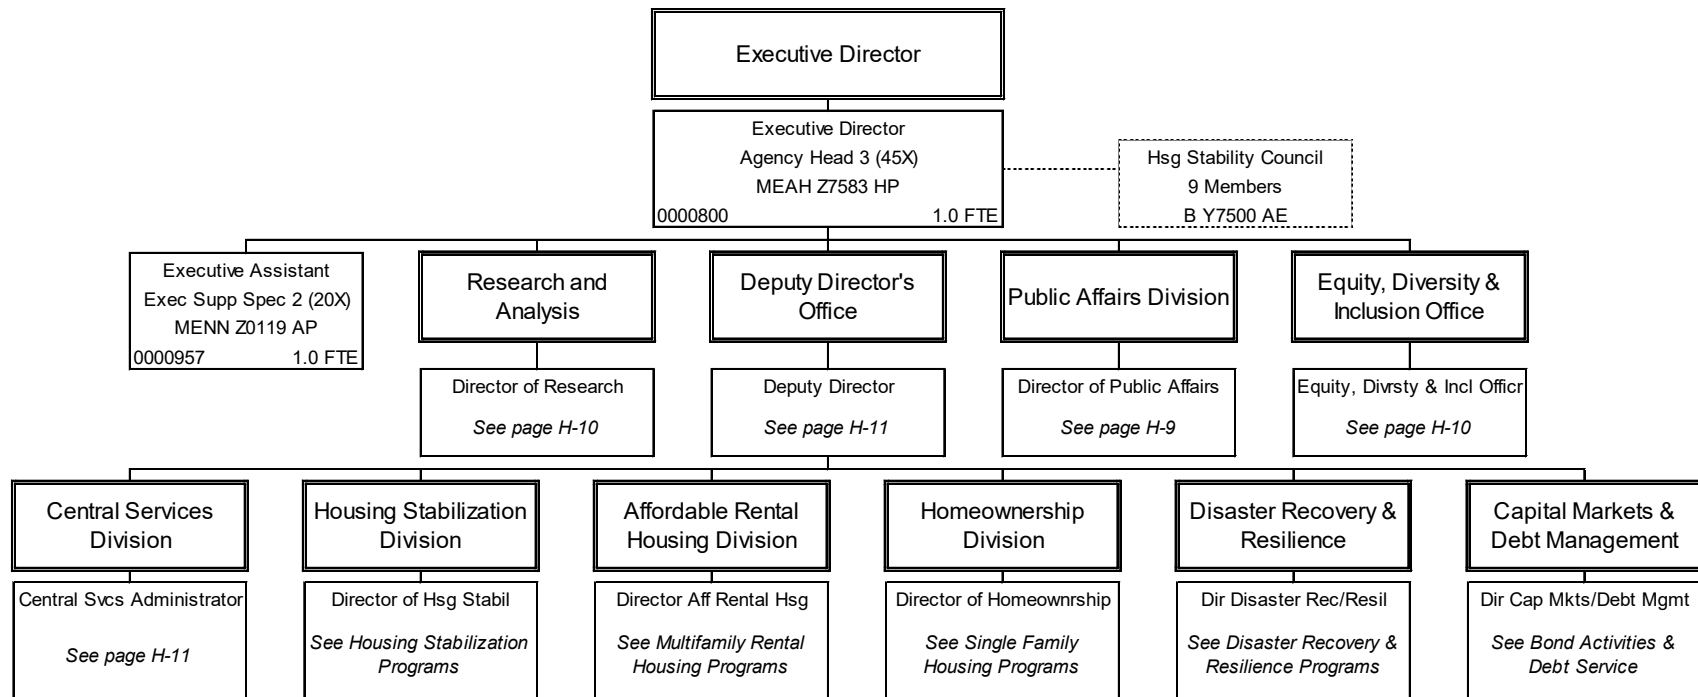 Executive Director
Executive Director
Agency Head 3 (45X)
MEAH Z7583 HP
0000800 1.0 FTE
Hsg Stability Council
9 Members
B Y7500 AE
Executive Assistant
Exec Supp Spec 2 (20X)
MENN Z0119 AP
0000957 1.0 FTE
Research and
Analysis
Director of Research
See page H-10
Deputy Director's
Office
Deputy Director
See page H-11
Public Affairs Division
Director of Public Affairs
See page H-9
Equity, Diversity &
Inclusion Office
Equity, Divrsty & Incl Officr
See page H-10
Central Services
Division
Central Svcs Administrator
See page H-11
Housing Stabilization
Division
Director of Hsg Stabil
See Housing Stabilization
Programs
Affordable Rental
Housing Division
Director Aff Rental Hsg
See Multifamily Rental
Housing Programs
Homeownership
Division
Director of Homeownrship
See Single Family
Housing Programs
Disaster Recovery &
Resilience
Dir Disaster Rec/Resil
See Disaster Recovery &
Resilience Programs
Capital Markets &
Debt Management
Dir Cap Mkts/Debt Mgmt
See Bond Activities &
Debt Service